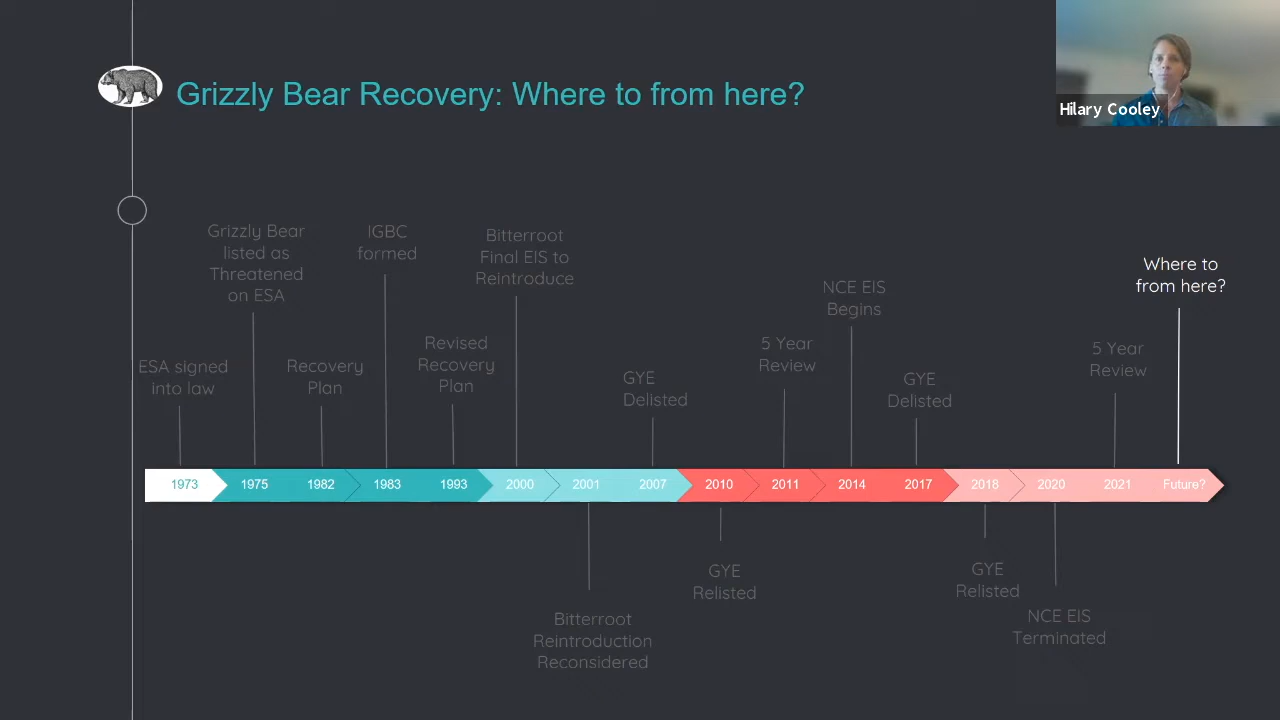 Grizzly Bear Recovery: Where to from here?
Hilary Cooley
Grizzly Bear
listed as
Threatened
on ESA
IGBC
formed
Bitterroot
Final EIS to
Reintroduce
NCE EIS
Begins
Where to
from here?
ESA signed
into law
Recovery
Plan
Revised
Recovery
Plan
GYE
Delisted
5 Year
Review
GYE
Delisted
5 Year
Review
1973 1975 1982 1983 1993 2000 2001 2007 2010 2011 2014 2017 2018 2020 2021 Future?
Bitterroot
Reintroduction
Reconsidered
GYE
Relisted
GYE
Relisted
NCE EIS
Terminated